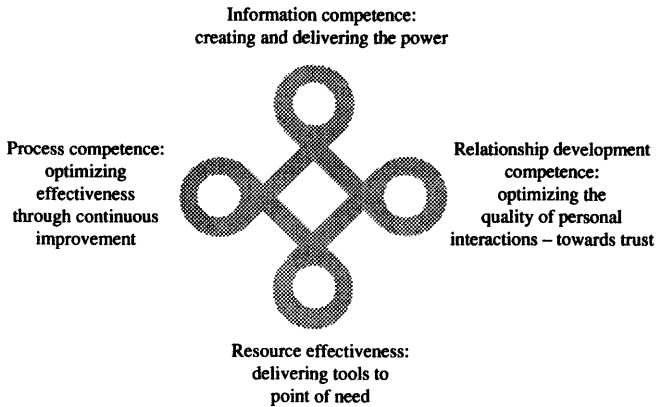 Information competence:
creating and delivering the power
Process competence:
optimizing
effectiveness
through continuous
improvement
Relationship development
competence:
optimizing the
quality of personal
interactions – towards trust
Resource effectiveness:
delivering tools to
point of need